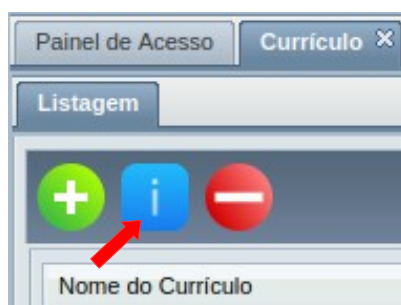 Painel de Acesso
Currículo
Listagem
i
Nome do Currículo